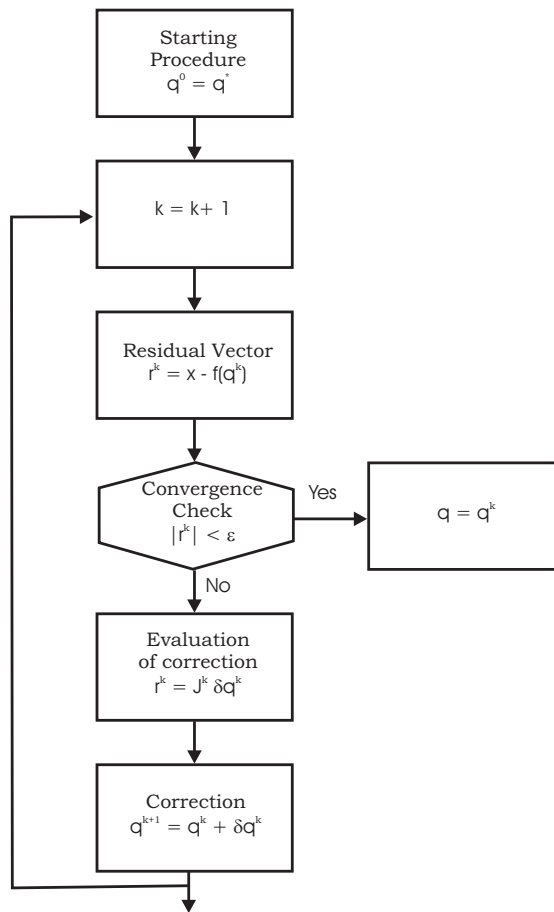 Starting
Procedure
q⁰ = q*
k = k+ 1
Residual Vector
rᵏ = x - f(qᵏ)
Convergence
Check
|rᵏ| < ε
Yes
q = qᵏ
No
Evaluation
of correction
rᵏ = Jᵏ δqᵏ
Correction
qᵏ⁺¹ = qᵏ + δqᵏ